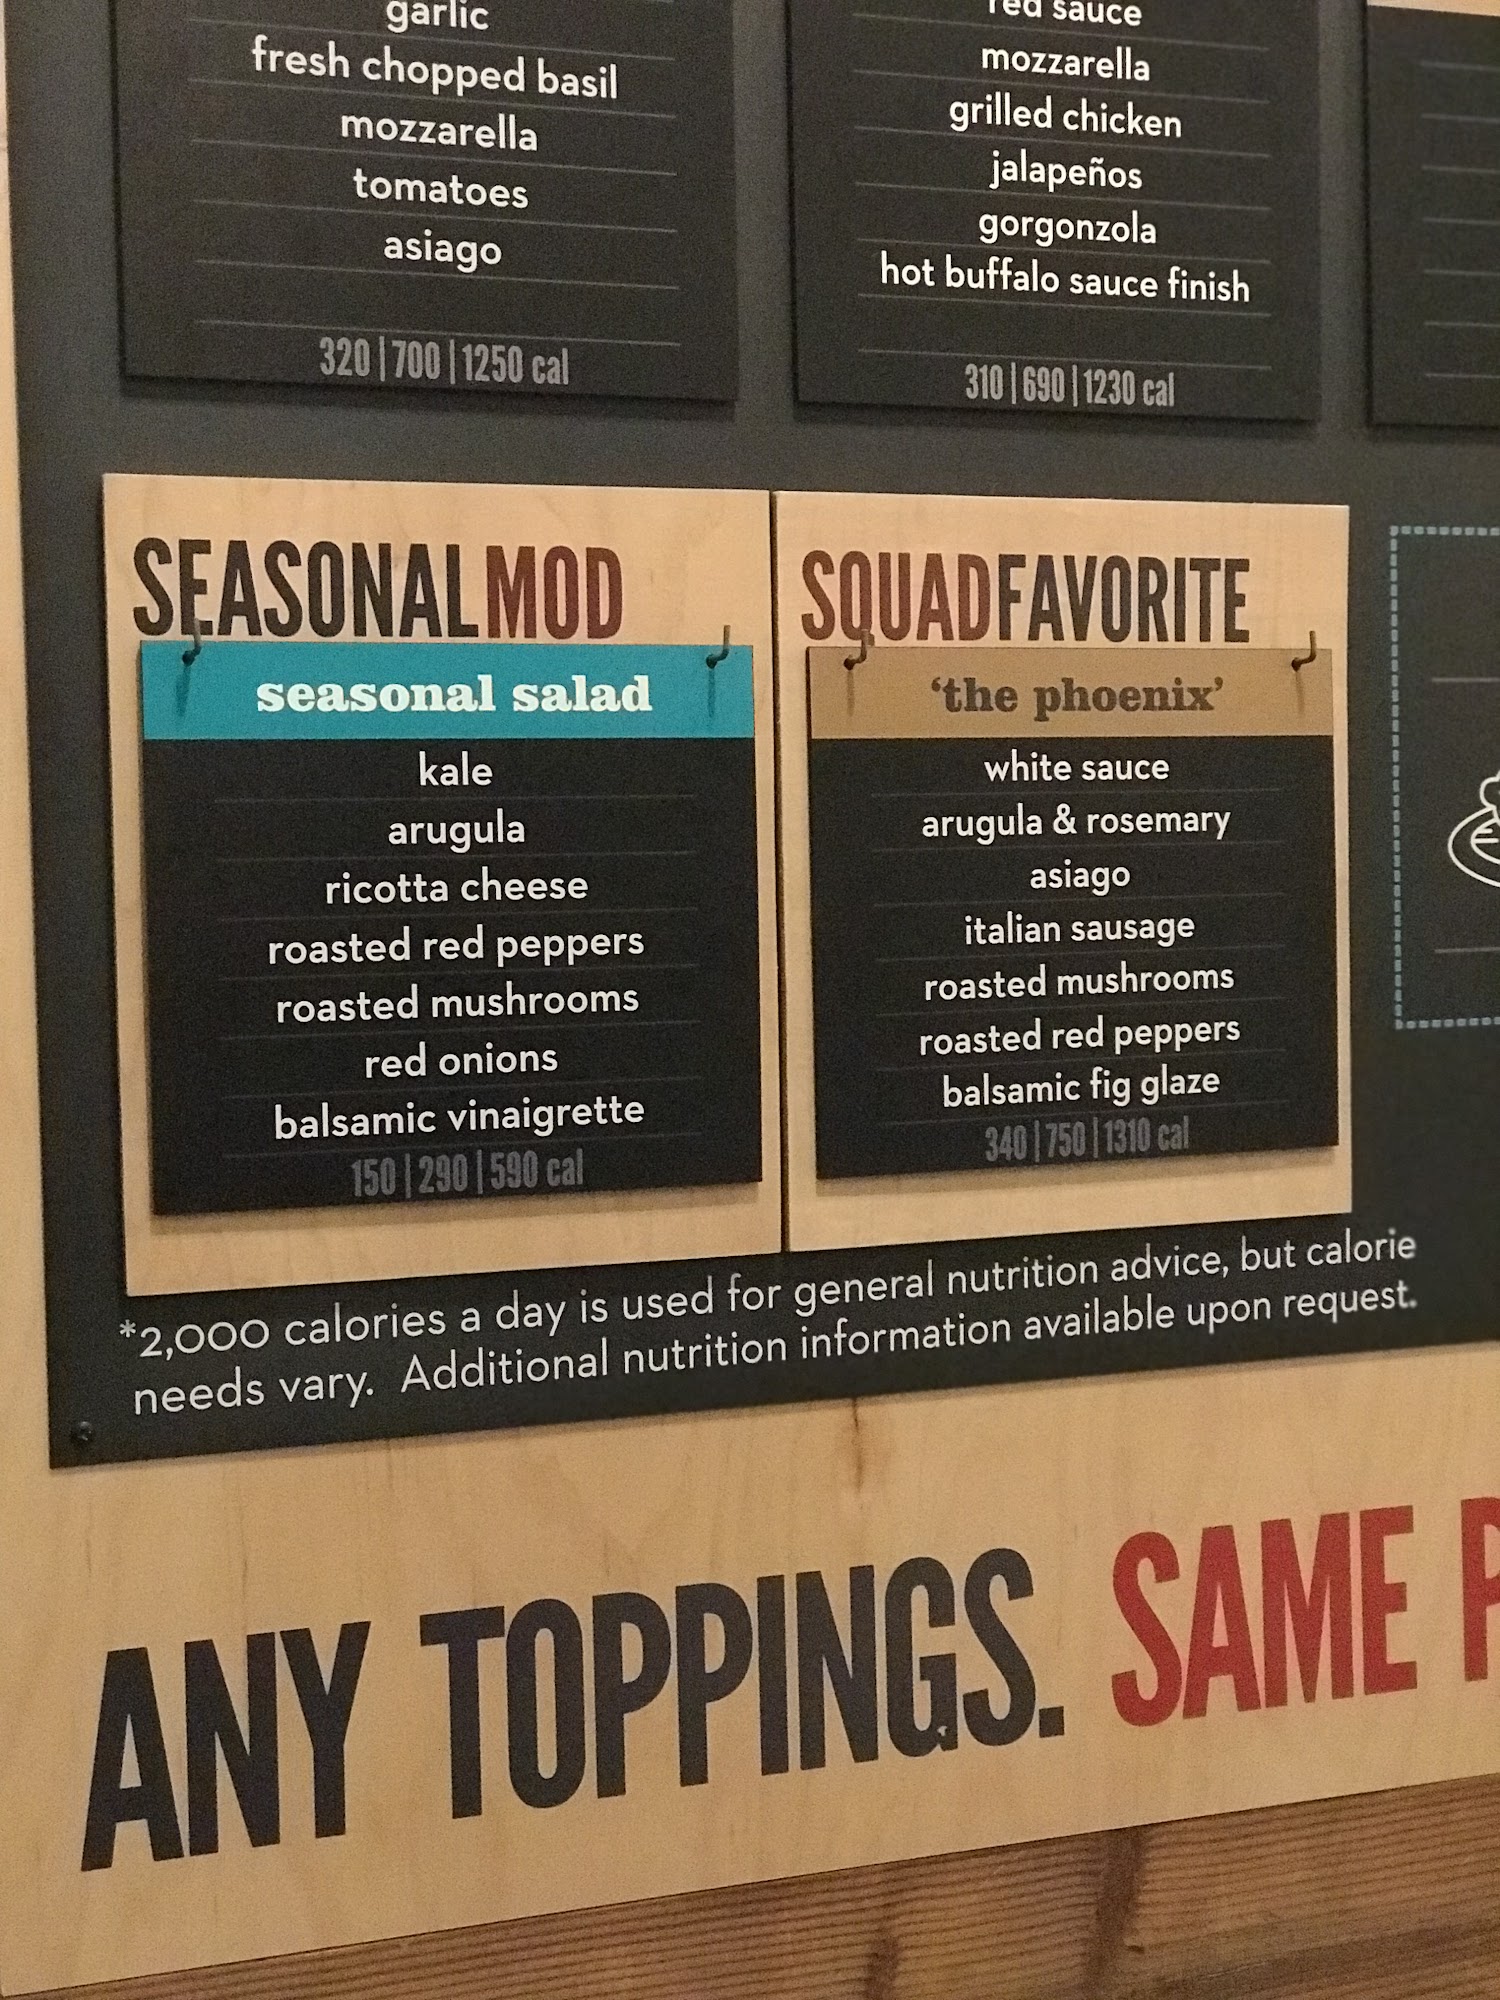 garlic
fresh chopped basil
mozzarella
tomatoes
asiago
320 | 700 | 1250 cal
red sauce
mozzarella
grilled chicken
jalapeños
gorgonzola
hot buffalo sauce finish
310 | 690 | 1230 cal
SEASONALMOD
seasonal salad
kale
arugula
ricotta cheese
roasted red peppers
roasted mushrooms
red onions
balsamic vinaigrette
150 | 290 | 590 cal
SQUADFAVORITE
'the phoenix'
white sauce
arugula & rosemary
asiago
italian sausage
roasted mushrooms
roasted red peppers
balsamic fig glaze
340 | 750 | 1310 cal
*2,000 calories a day is used for general nutrition advice, but calorie
needs vary. Additional nutrition information available upon request.
ANY TOPPINGS. SAME